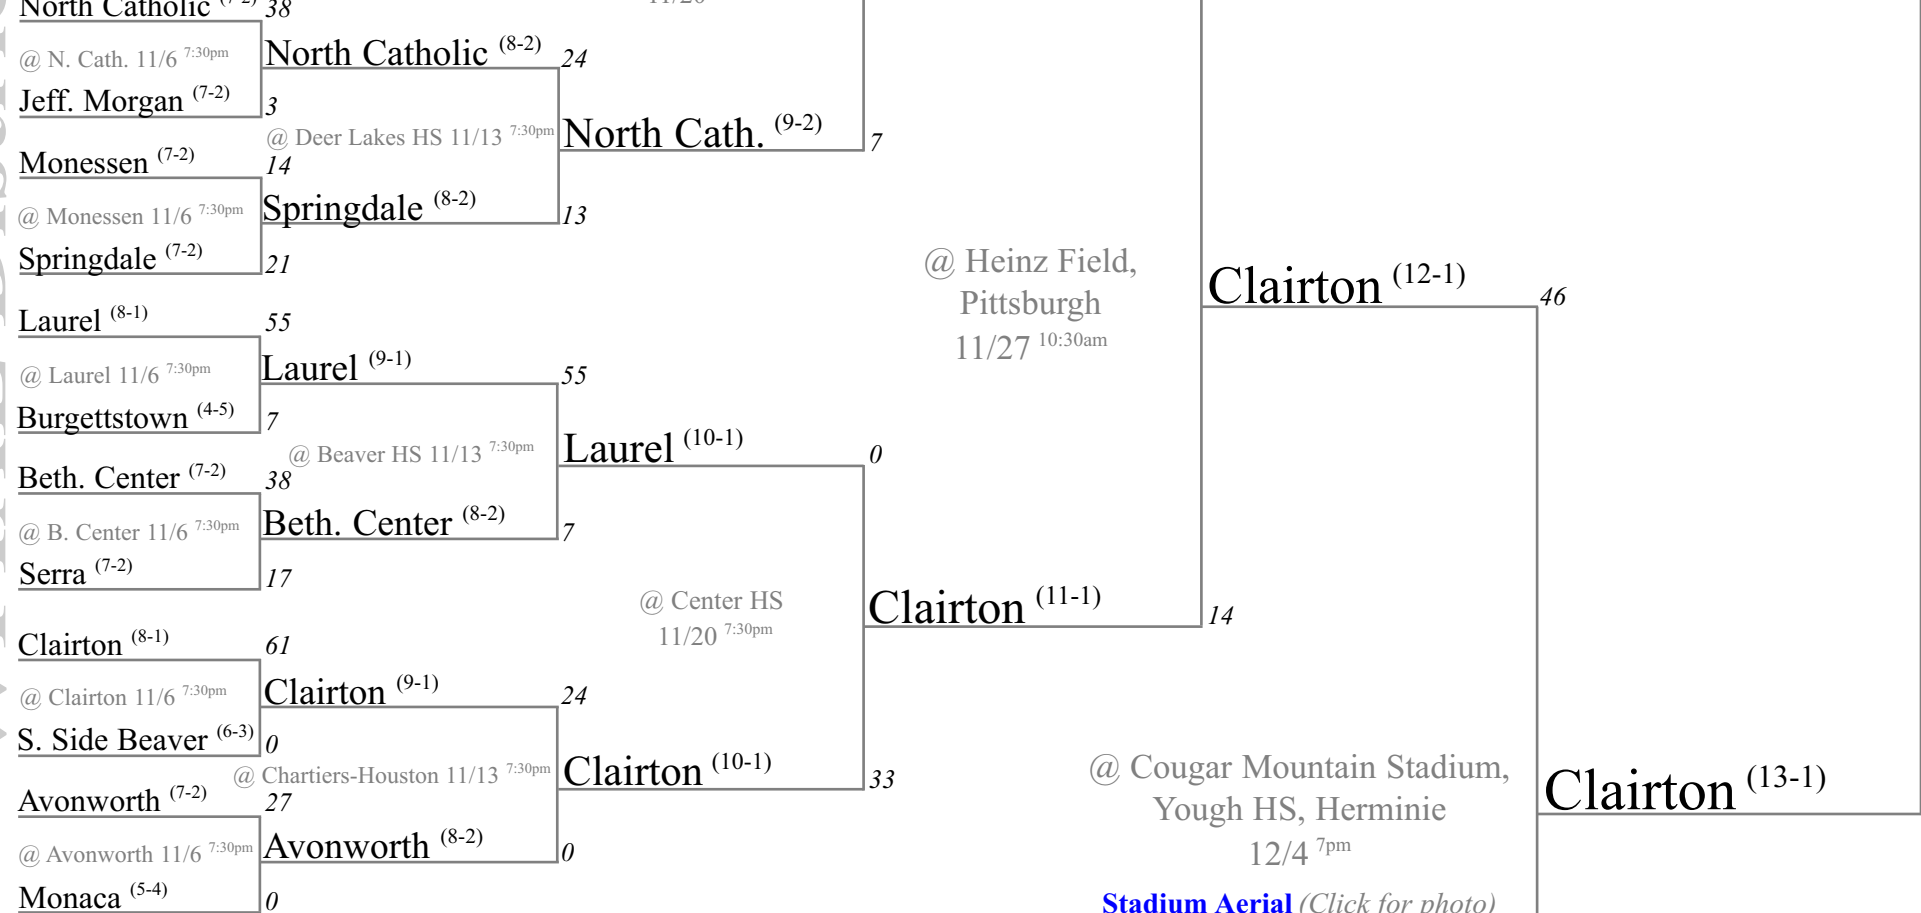 North Catholic (7-2) 38
@ N. Cath. 11/6 7:30pm
Jeff. Morgan (7-2) 3
North Catholic (8-2) 24
@ Deer Lakes HS 11/13 7:30pm
Monessen (7-2) 14
@ Monessen 11/6 7:30pm
Springdale (7-2) 21
Springdale (8-2) 13
North Cath. (9-2) 7
11/20
Laurel (8-1) 55
@ Laurel 11/6 7:30pm
Burgettstown (4-5) 7
Laurel (9-1) 55
@ Beaver HS 11/13 7:30pm
Beth. Center (7-2) 38
@ B. Center 11/6 7:30pm
Serra (7-2) 17
Beth. Center (8-2) 7
Laurel (10-1) 0
@ Center HS
11/20 7:30pm
Clairton (8-1) 61
@ Clairton 11/6 7:30pm
S. Side Beaver (6-3) 0
Clairton (9-1) 24
@ Chartiers-Houston 11/13 7:30pm
Avonworth (7-2) 27
@ Avonworth 11/6 7:30pm
Monaca (5-4) 0
Avonworth (8-2) 0
Clairton (10-1) 33
@ Heinz Field,
Pittsburgh
11/27 10:30am
Clairton (11-1) 14
Clairton (12-1) 46
@ Cougar Mountain Stadium,
Yough HS, Herminie
12/4 7pm
Stadium Aerial (Click for photo)
Clairton (13-1)